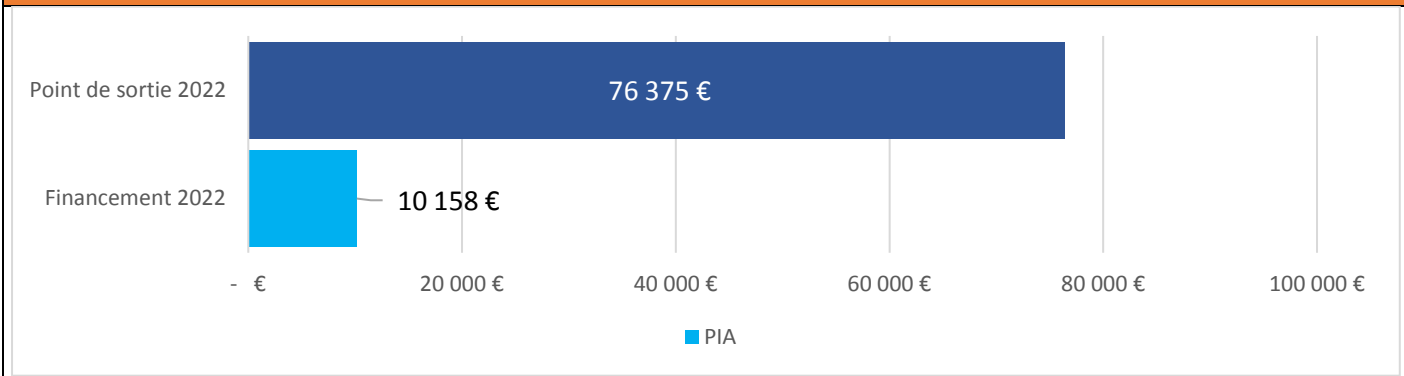 Point de sortie 2022
76 375 €
Financement 2022
10 158 €
- €
20 000 €
40 000 €
60 000 €
80 000 €
100 000 €
PIA